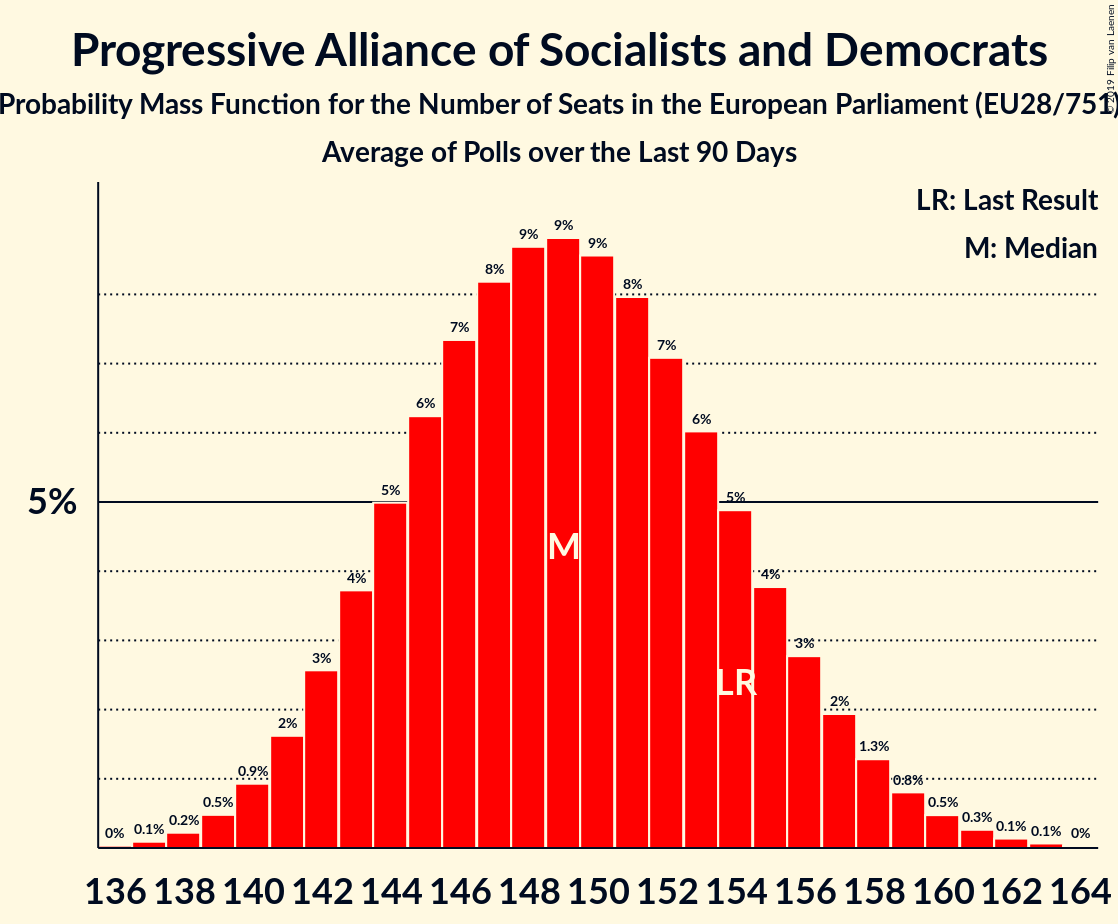 Progressive Alliance of Socialists and Democrats
Probability Mass Function for the Number of Seats in the European Parliament (EU28/751)
Average of Polls over the Last 90 Days
© 2019 Filip van Laenen
LR: Last Result
M: Median
5%
0% 0.1% 0.2% 0.5% 0.9% 2% 3% 4% 5% 6% 7% 8% 9% 9% 9% 8% 7% 6% 5% 4% 3% 2% 1.3% 0.8% 0.5% 0.3% 0.1% 0.1% 0%
M
LR
136 138 140 142 144 146 148 150 152 154 156 158 160 162 164